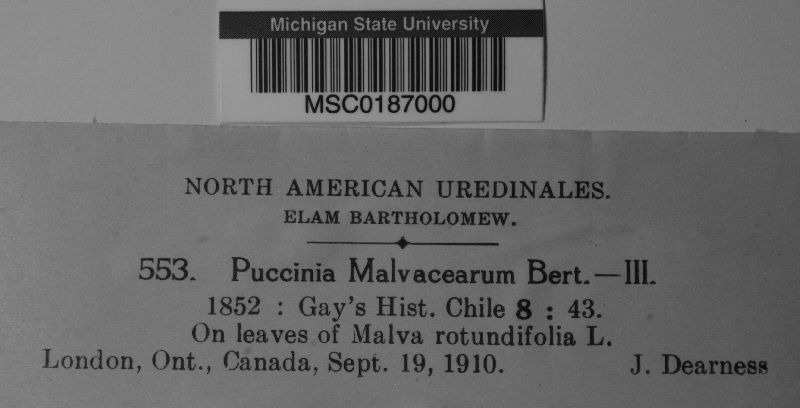 Michigan State University
MSC0187000
NORTH AMERICAN UREDINALES.
ELAM BARTHOLOMEW.
553. Puccinia Malvacearum Bert.—III.
1852 : Gay's Hist. Chile 8 : 43.
On leaves of Malva rotundifolia L.
London, Ont., Canada, Sept. 19, 1910. J. Dearness